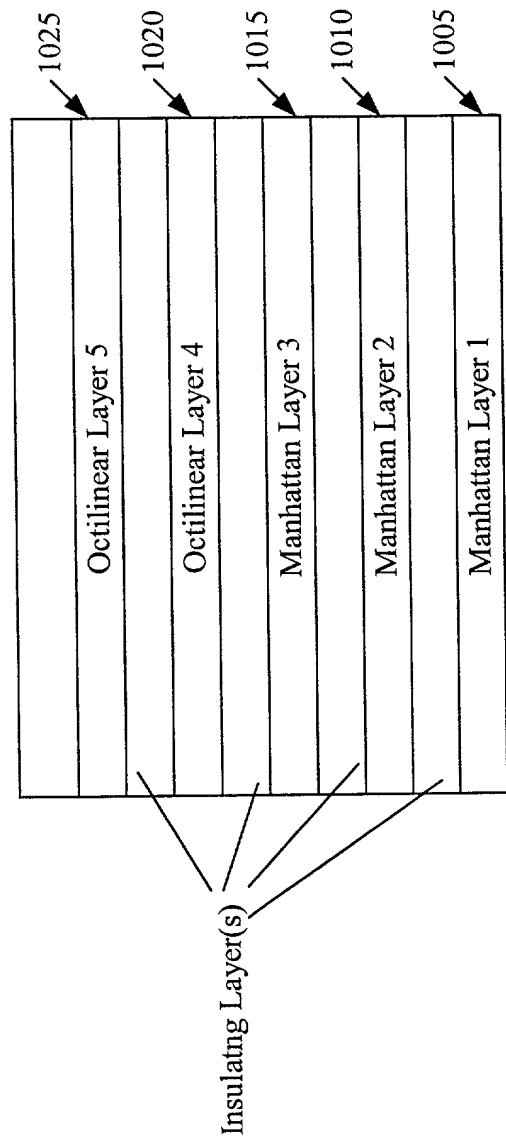 Octilinear Layer 5
1025
Octilinear Layer 4
1020
Manhattan Layer 3
1015
Manhattan Layer 2
1010
Manhattan Layer 1
1005
Insulatng Layer(s)